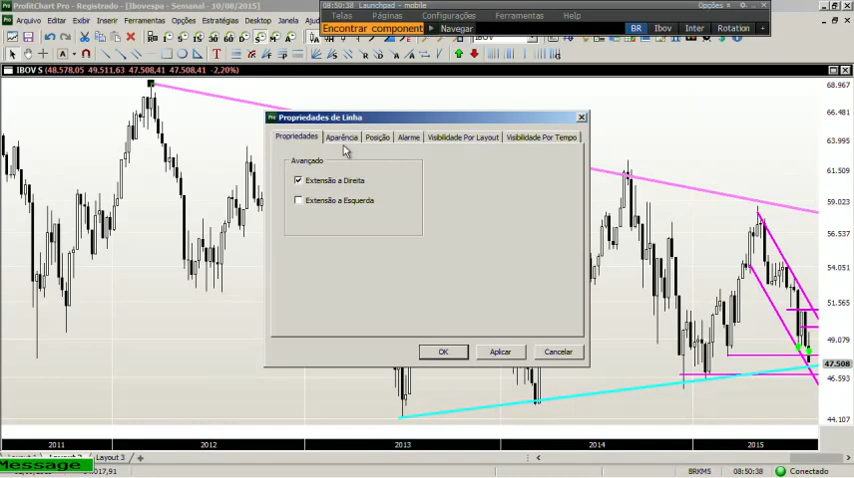 ProfitChart Pro - Registrado - [Ibovespa - Semanal - 10/08/2015]
08:50:38 Launchpad - mobile
Opções
Arquivo Editar Exibir Inserir Ferramentas Estratégias Desktop Janela
Telas Páginas Configurações Ferramentas Help
Encontrar component
Navegar
BR Ibov Inter Rotation
IBOV S (48.578,05 49.511,63 47.508,41 47.508,41 -2,20%)
68.967
66.481
63.995
61.509
59.023
56.537
54.051
51.565
49.079
47.508
46.593
44.107
Propriedades de Linha
Propriedades Aparência Posição Alarme Visibilidade Por Layout Visibilidade Por Tempo
Avançado
Extensão a Direita
Extensão a Esquerda
OK Aplicar Cancelar
2011 2012 2013 2014 2015
Layout 3
Message
BRKM5 08:50:38 Conectado